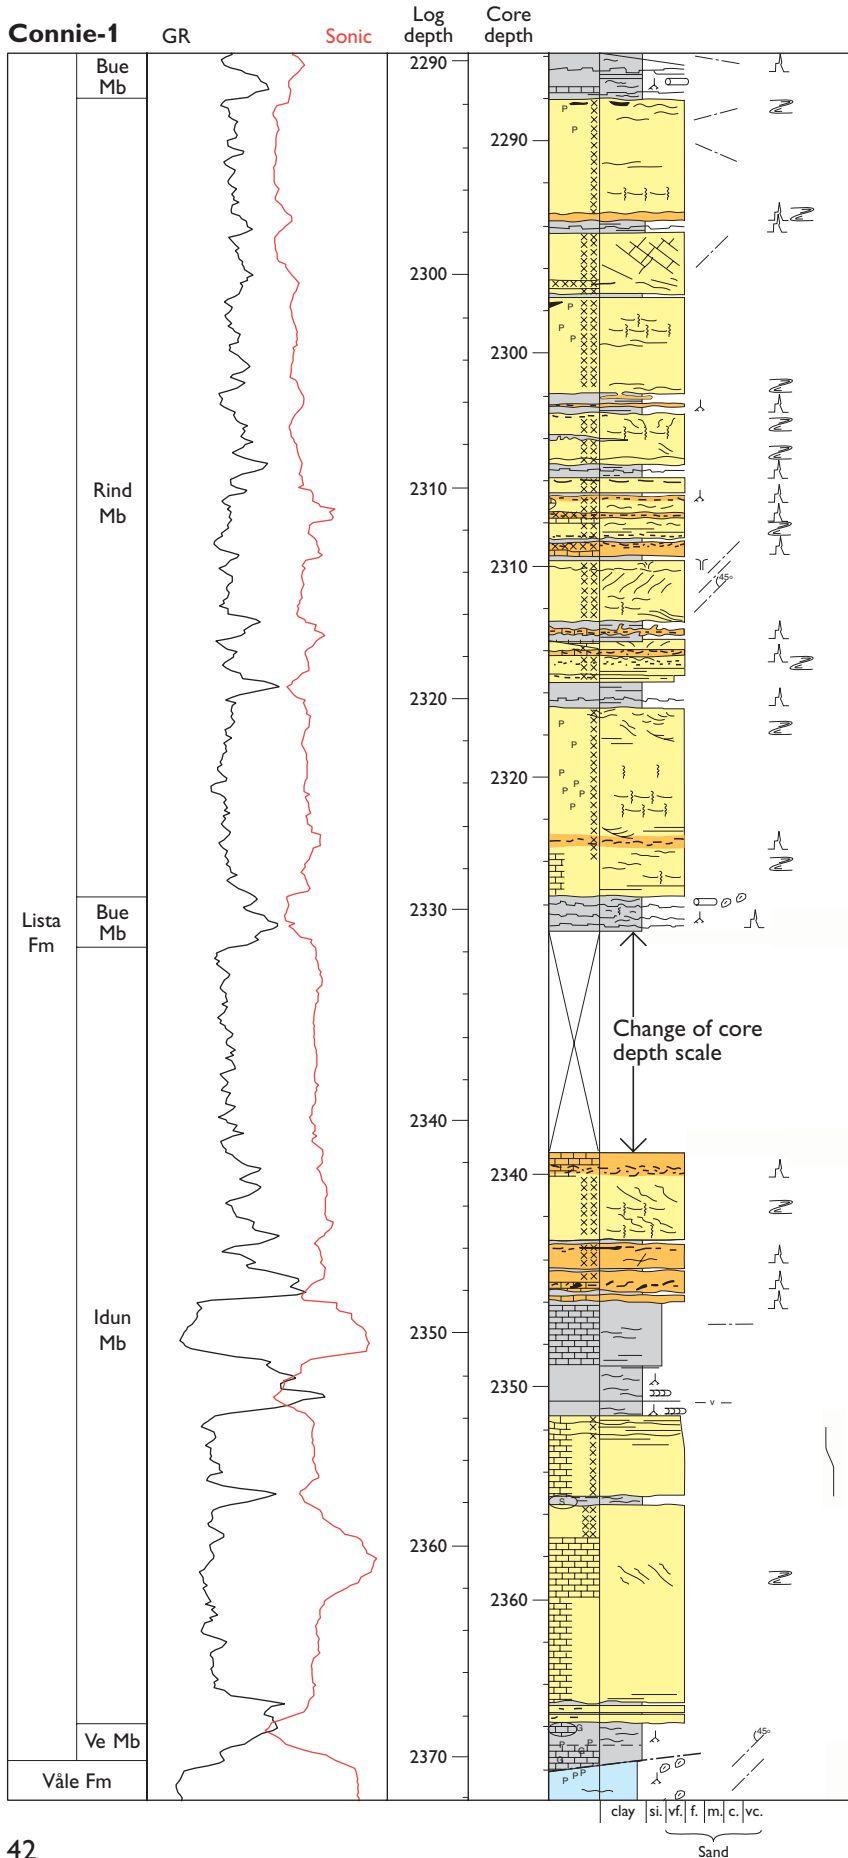 Connie-1
GR
Sonic
Log
depth
Core
depth
Bue
Mb
Rind
Mb
Lista
Fm
Bue
Mb
Idun
Mb
Ve Mb
Våle Fm
2290
2300
2310
2320
2330
2340
2350
2360
2370
2290
2300
2310
2320
2340
2350
2360
P
P
P
P
P
45o
P
P
P
P
P
P
P
Change of core
depth scale
v
S
G
P
P
G
G
P P P
45o
clay
si.
vf.
f.
m.
c.
vc.
Sand
42